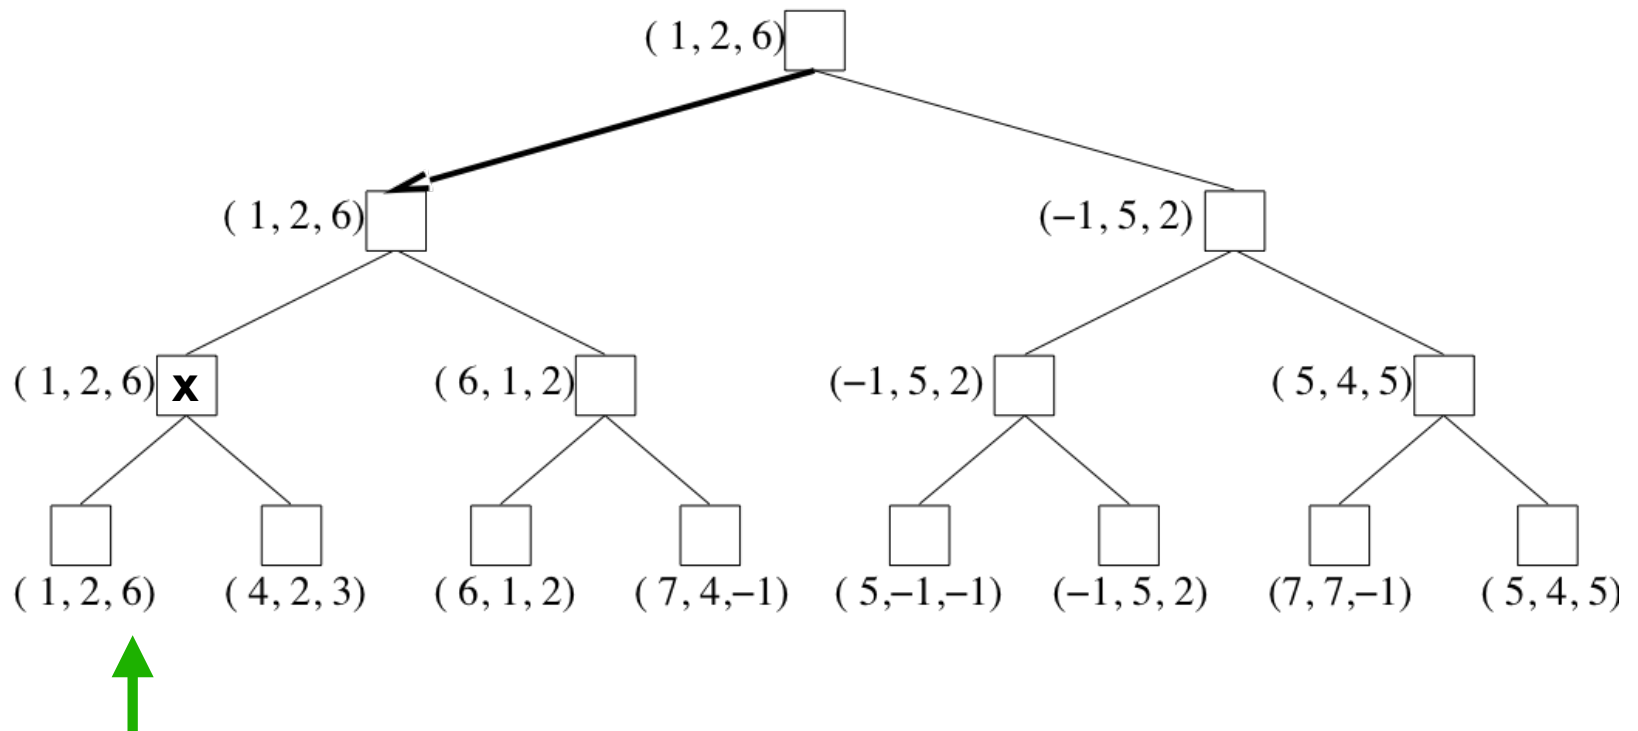 ( 1, 2, 6)
( 1, 2, 6) (−1, 5, 2)
( 1, 2, 6) x ( 6, 1, 2) (−1, 5, 2) ( 5, 4, 5)
( 1, 2, 6) ( 4, 2, 3) ( 6, 1, 2) ( 7, 4,−1) ( 5,−1,−1) (−1, 5, 2) (7, 7,−1) ( 5, 4, 5)